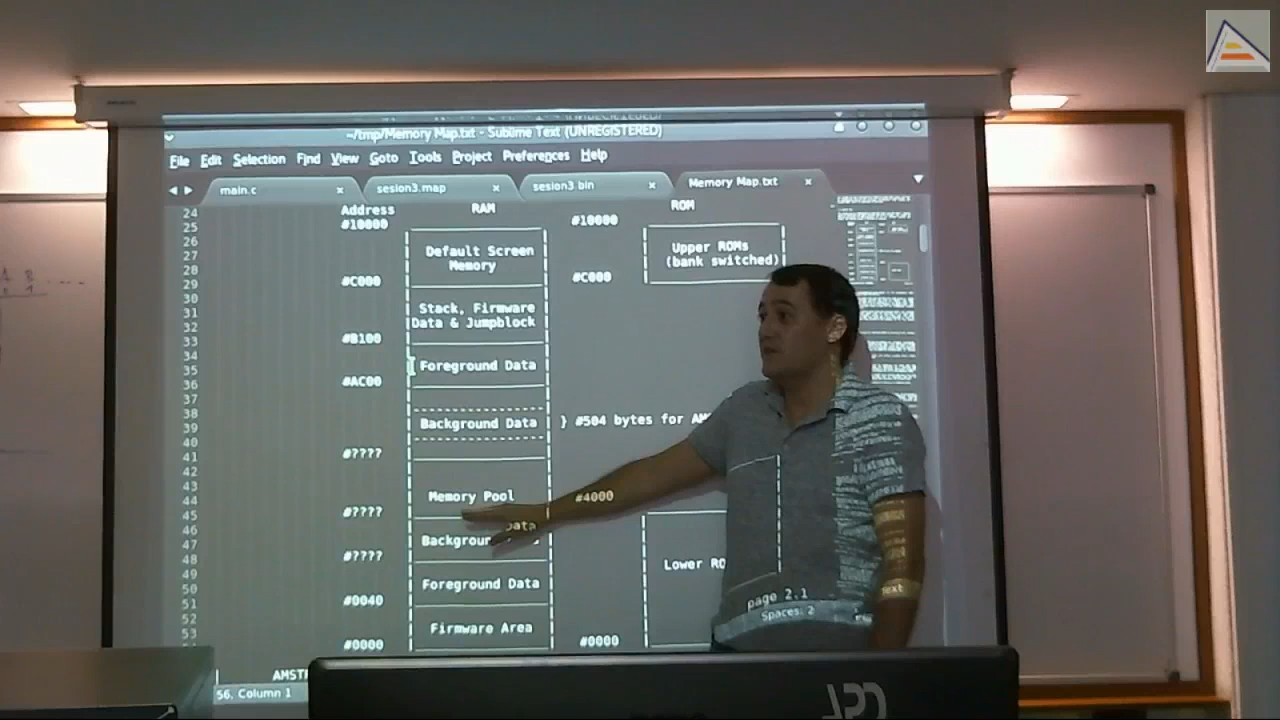 ~/tmp/Memory Map.txt - Sublime Text (UNREGISTERED)
File Edit Selection Find View Goto Tools Project Preferences Help
main.c × sesion3.map × sesion3.bin × Memory Map.txt ×
24 Address RAM ROM
25 #10000 #10000
26
27 Default Screen Upper ROMs
28 Memory (bank switched)
29 #C000 #C000
30
31 Stack, Firmware
32 Data & Jumpblock
33 #B100
34
35 Foreground Data
36 #AC00
37
38
39 Background Data } #504 bytes for
40
41 #????
42
43
44 Memory Pool #4000
45 #????
46
47
48 #????
49 Lower
50 Foreground Data
51 #0040
52 page 2.1
53 Firmware Area
#0000 #0000
56, Column 1 Spaces: 2 Text